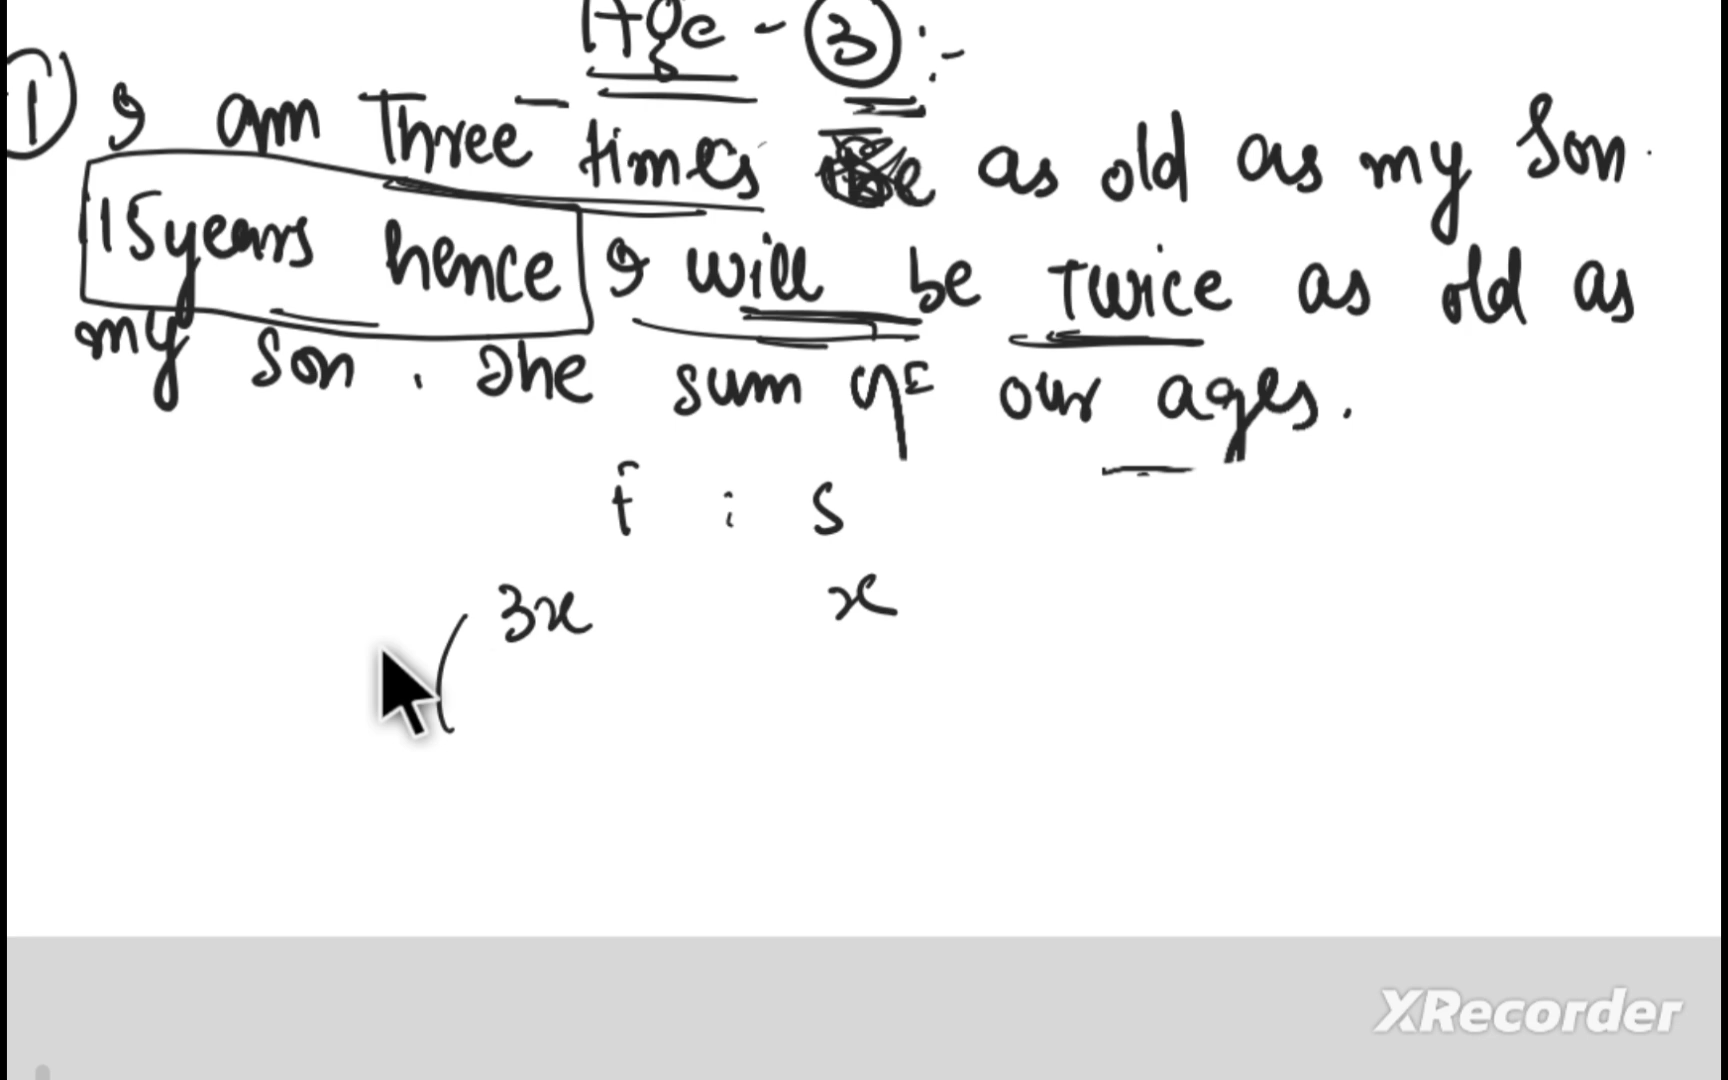 Age - ③ :-
① I am Three times as old as my Son.
15 years hence I will be Twice as old as
my Son. The sum of our ages.
f : s
3x x
XRecorder